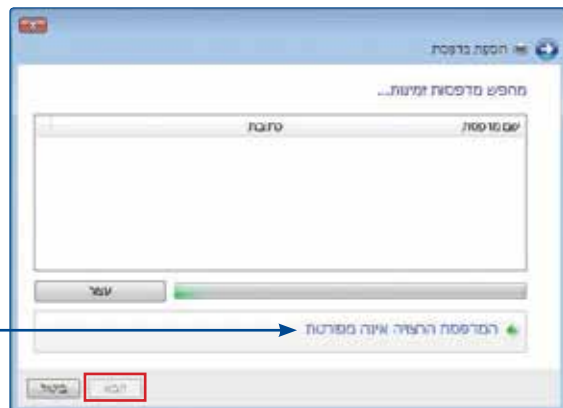 הוספת מדפסת
מחפש מדפסות זמינות...
שם מדפסת כתובת
עצור
המדפסת הרצויה אינה מפורטת
הבא ביטול